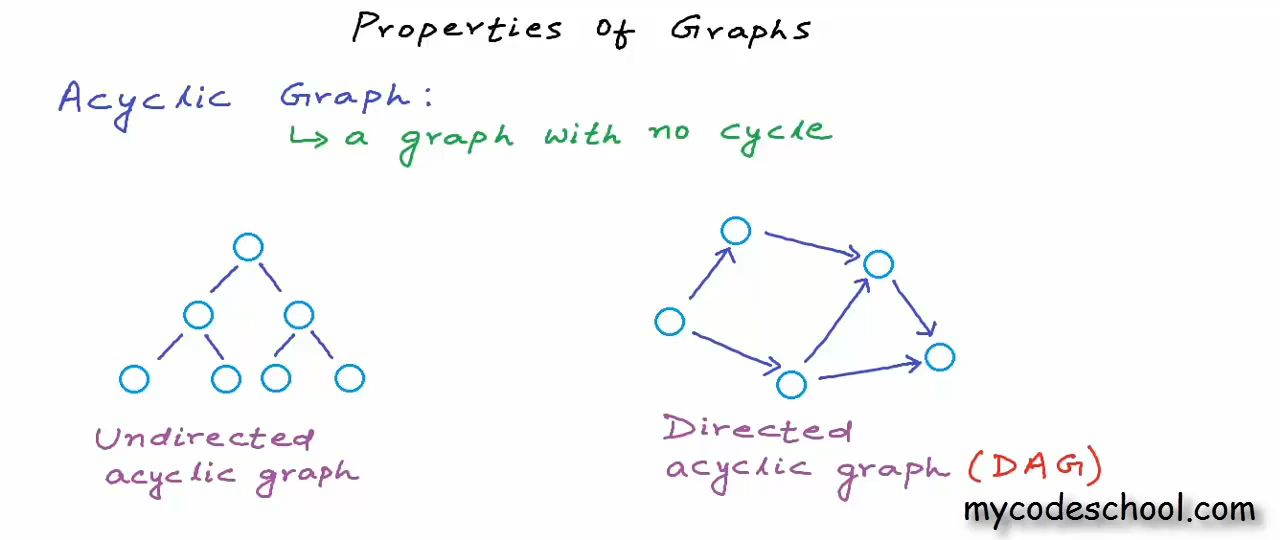 Properties of Graphs
Acyclic Graph:
↳ a graph with no cycle
Undirected
acyclic graph
Directed
acyclic graph (DAG)
mycodeschool.com